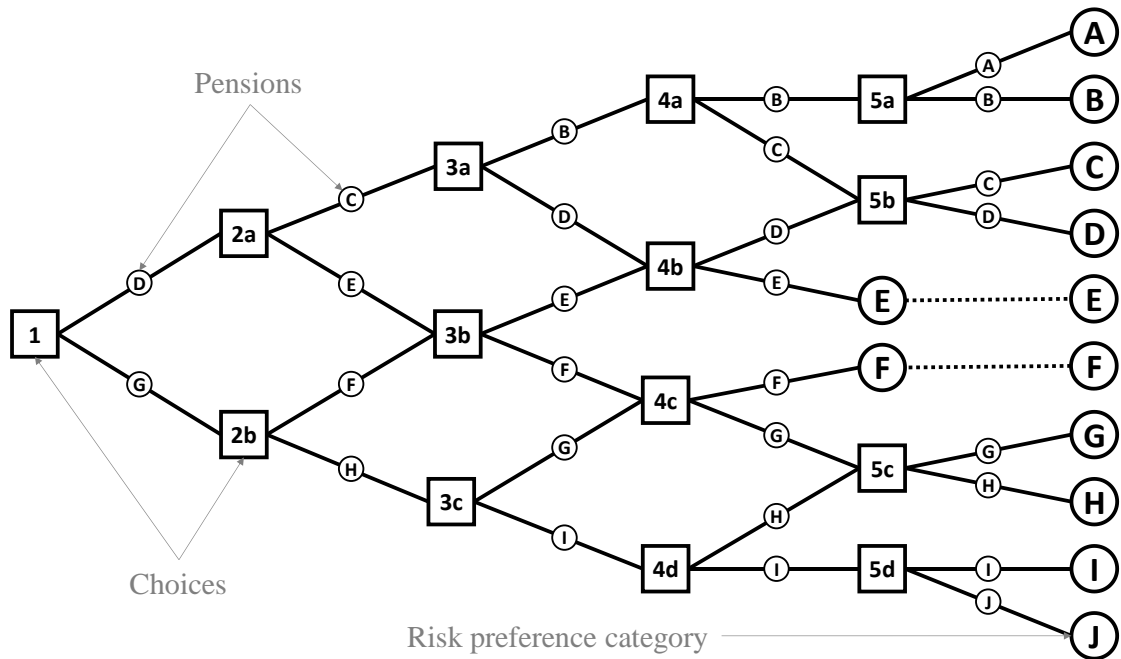 A
A
4a
B
5a
B
B
Pensions
B
C
3a
C
C
C
5b
D
2a
D
D
D
D
4b
E
E
E
E
E
1
3b
F
F
F
F
F
G
4c
G
G
2b
G
G
5c
H
H
3c
H
H
I
4d
I
5d
I
I
Choices
J
Risk preference category
J